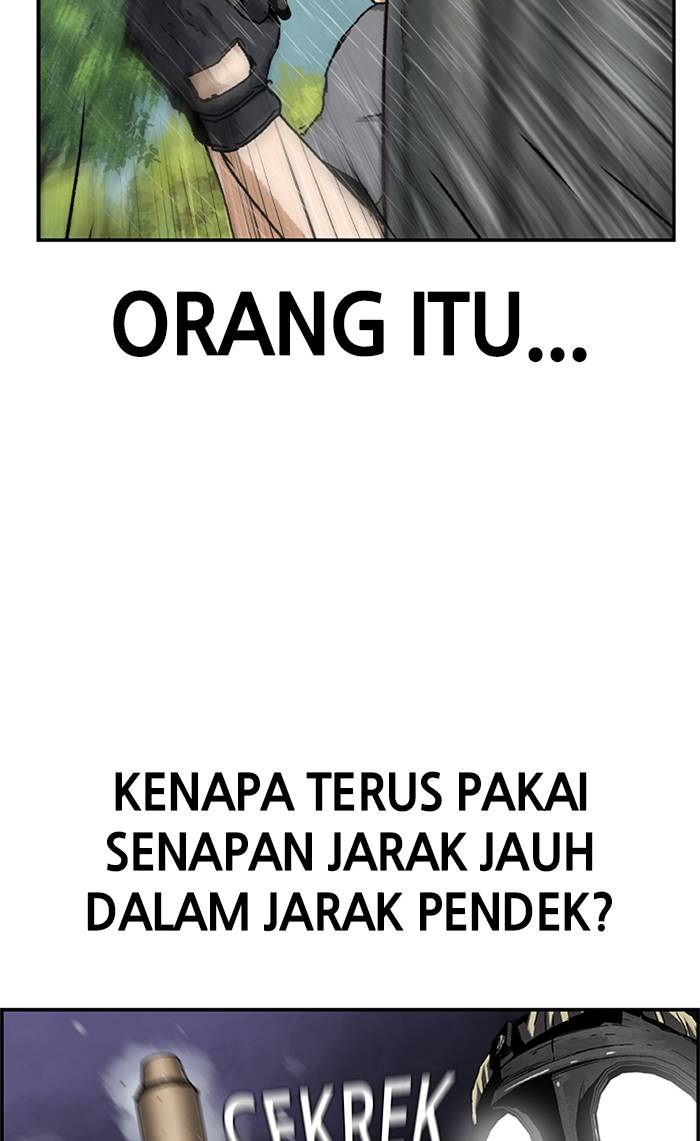 ORANG ITU...
KENAPA TERUS PAKAI
SENAPAN JARAK JAUH
DALAM JARAK PENDEK?
CEKREK